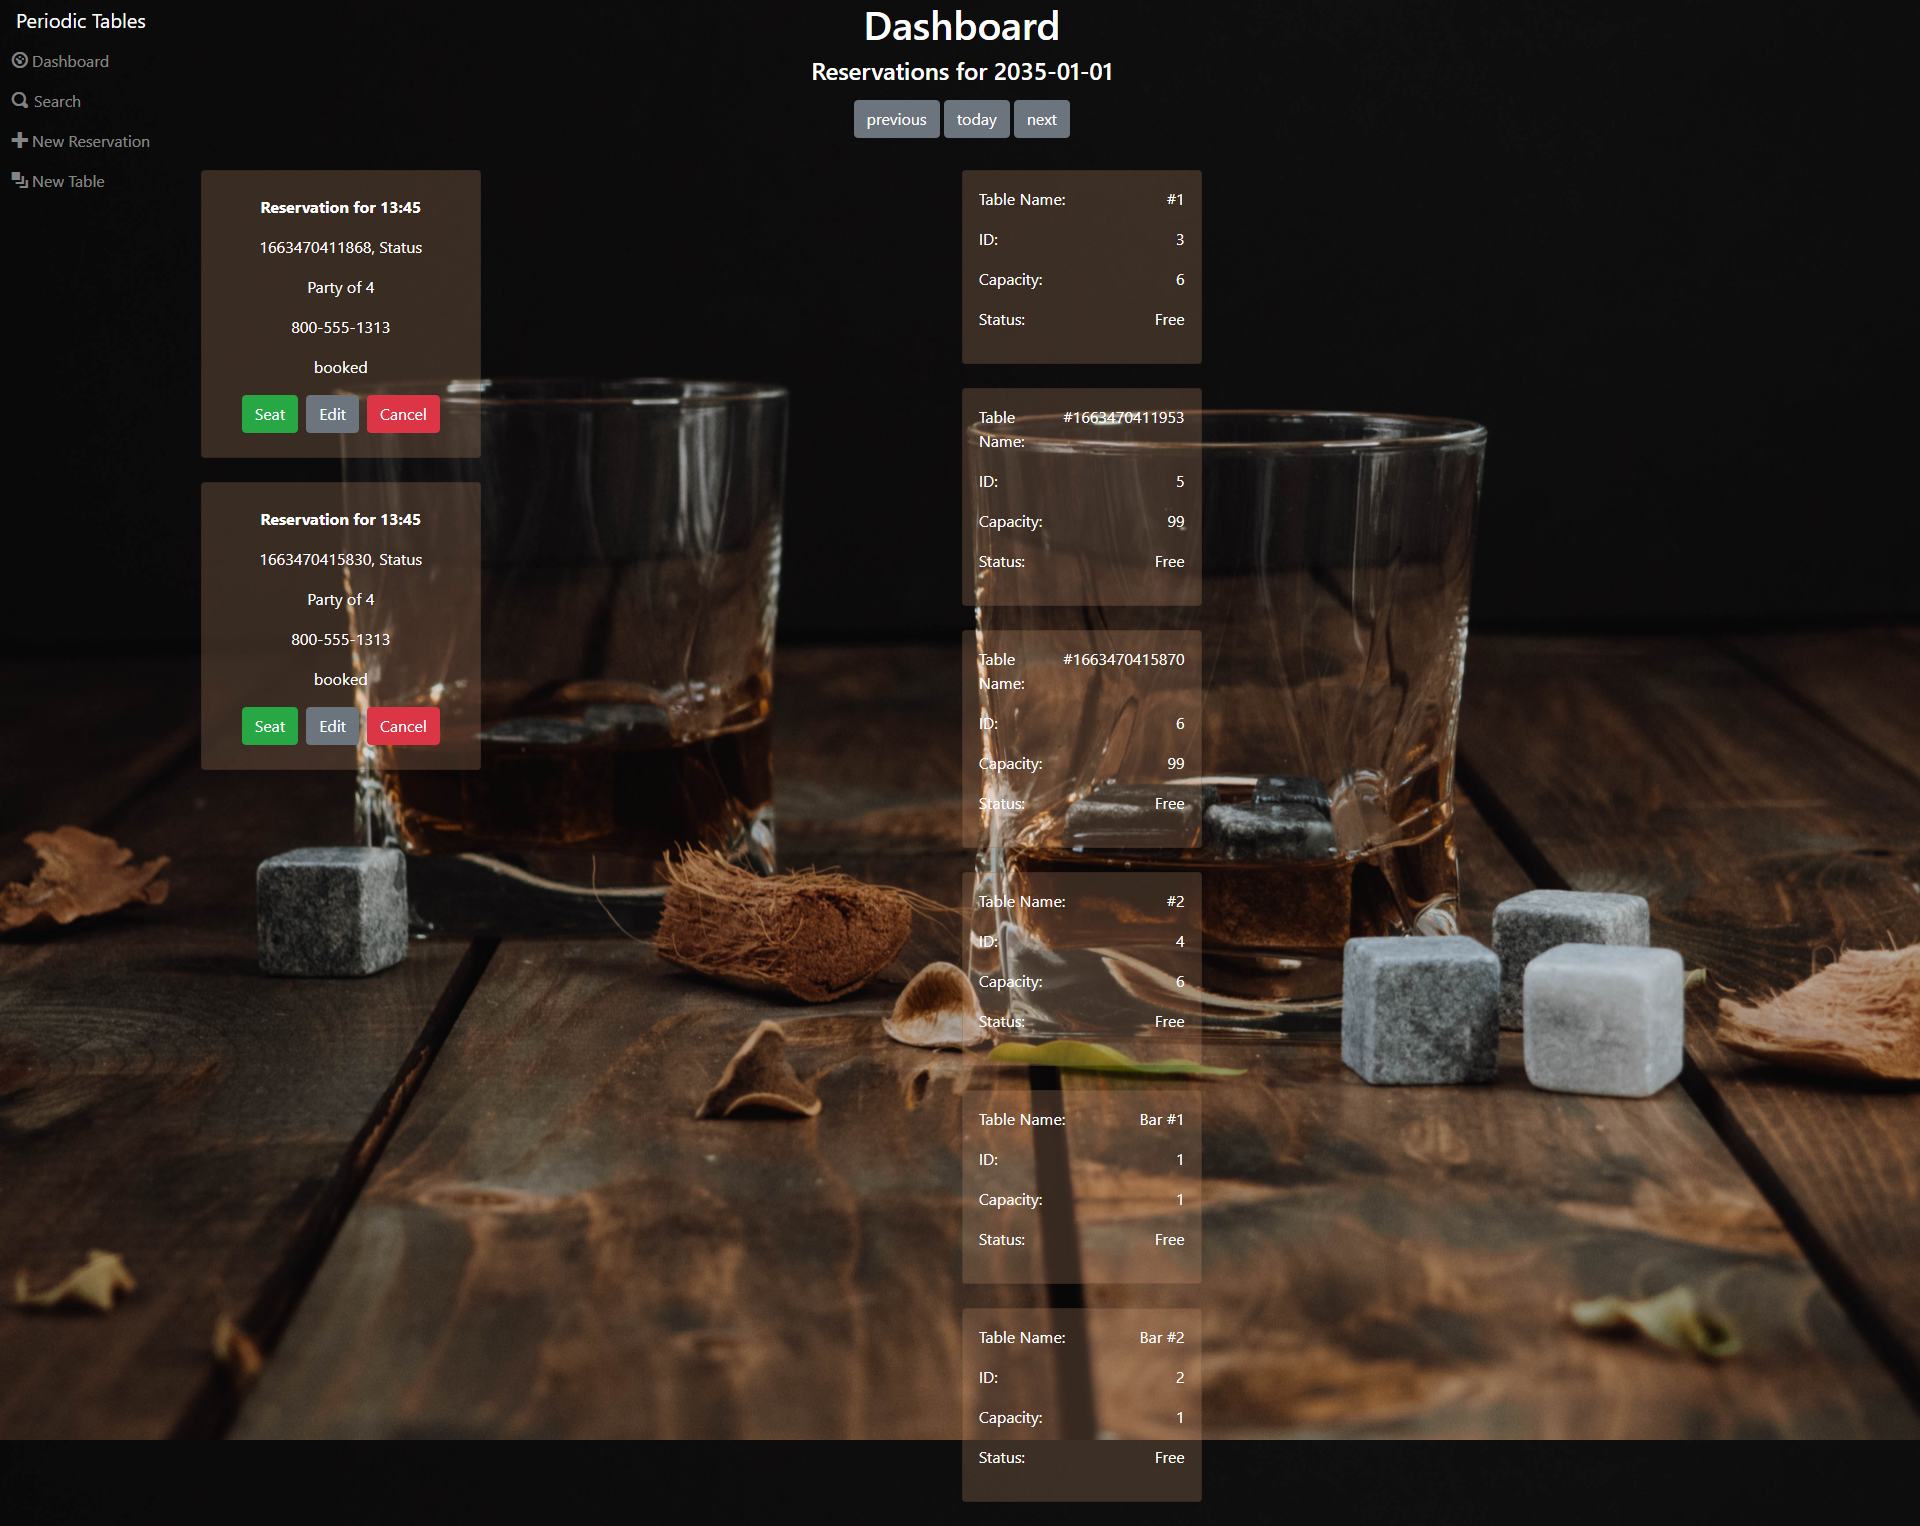 Periodic Tables
Dashboard
Search
New Reservation
New Table
Dashboard
Reservations for 2035-01-01
previous today next
Reservation for 13:45
1663470411868, Status
Party of 4
800-555-1313
booked
Seat Edit Cancel
Reservation for 13:45
1663470415830, Status
Party of 4
800-555-1313
booked
Seat Edit Cancel
Table Name: #1
ID: 3
Capacity: 6
Status: Free
Table #1663470411953
Name:
ID: 5
Capacity: 99
Status: Free
Table #1663470415870
Name:
ID: 6
Capacity: 99
Status: Free
Table Name: #2
ID: 4
Capacity: 6
Status: Free
Table Name: Bar #1
ID: 1
Capacity: 1
Status: Free
Table Name: Bar #2
ID: 2
Capacity: 1
Status: Free